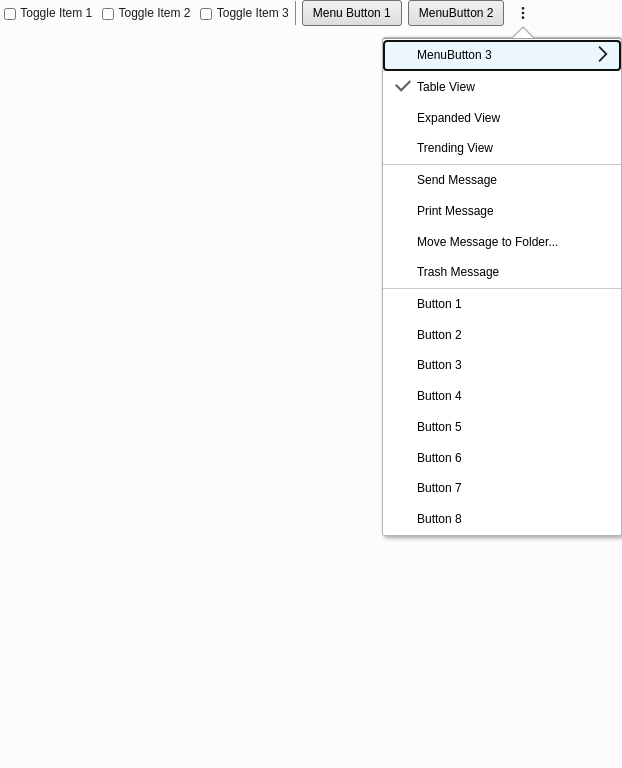 Toggle Item 1 Toggle Item 2 Toggle Item 3 Menu Button 1 MenuButton 2
MenuButton 3
Table View
Expanded View
Trending View
Send Message
Print Message
Move Message to Folder...
Trash Message
Button 1
Button 2
Button 3
Button 4
Button 5
Button 6
Button 7
Button 8